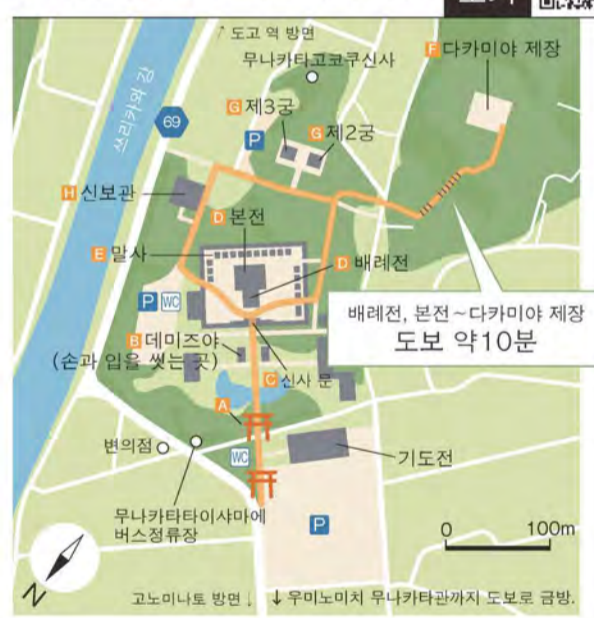 ↑ 도고 역 방면
무나카타고코쿠신사
F 다카미야 제장
쓰리카와 강
69
P
G 제3궁
G 제2궁
H 신보관
D 본전
E 말사
D 배례전
P WC
배례전, 본전~다카미야 제장
도보 약10분
B 데미즈야
(손과 입을 씻는 곳)
C 신사 문
A
변의점
WC
기도전
무나카타타이샤마에
버스정류장
P
0 100m
N
고노미나토 방면 ↓
↓ 우미노미치 무나카타관까지 도보로 금방.